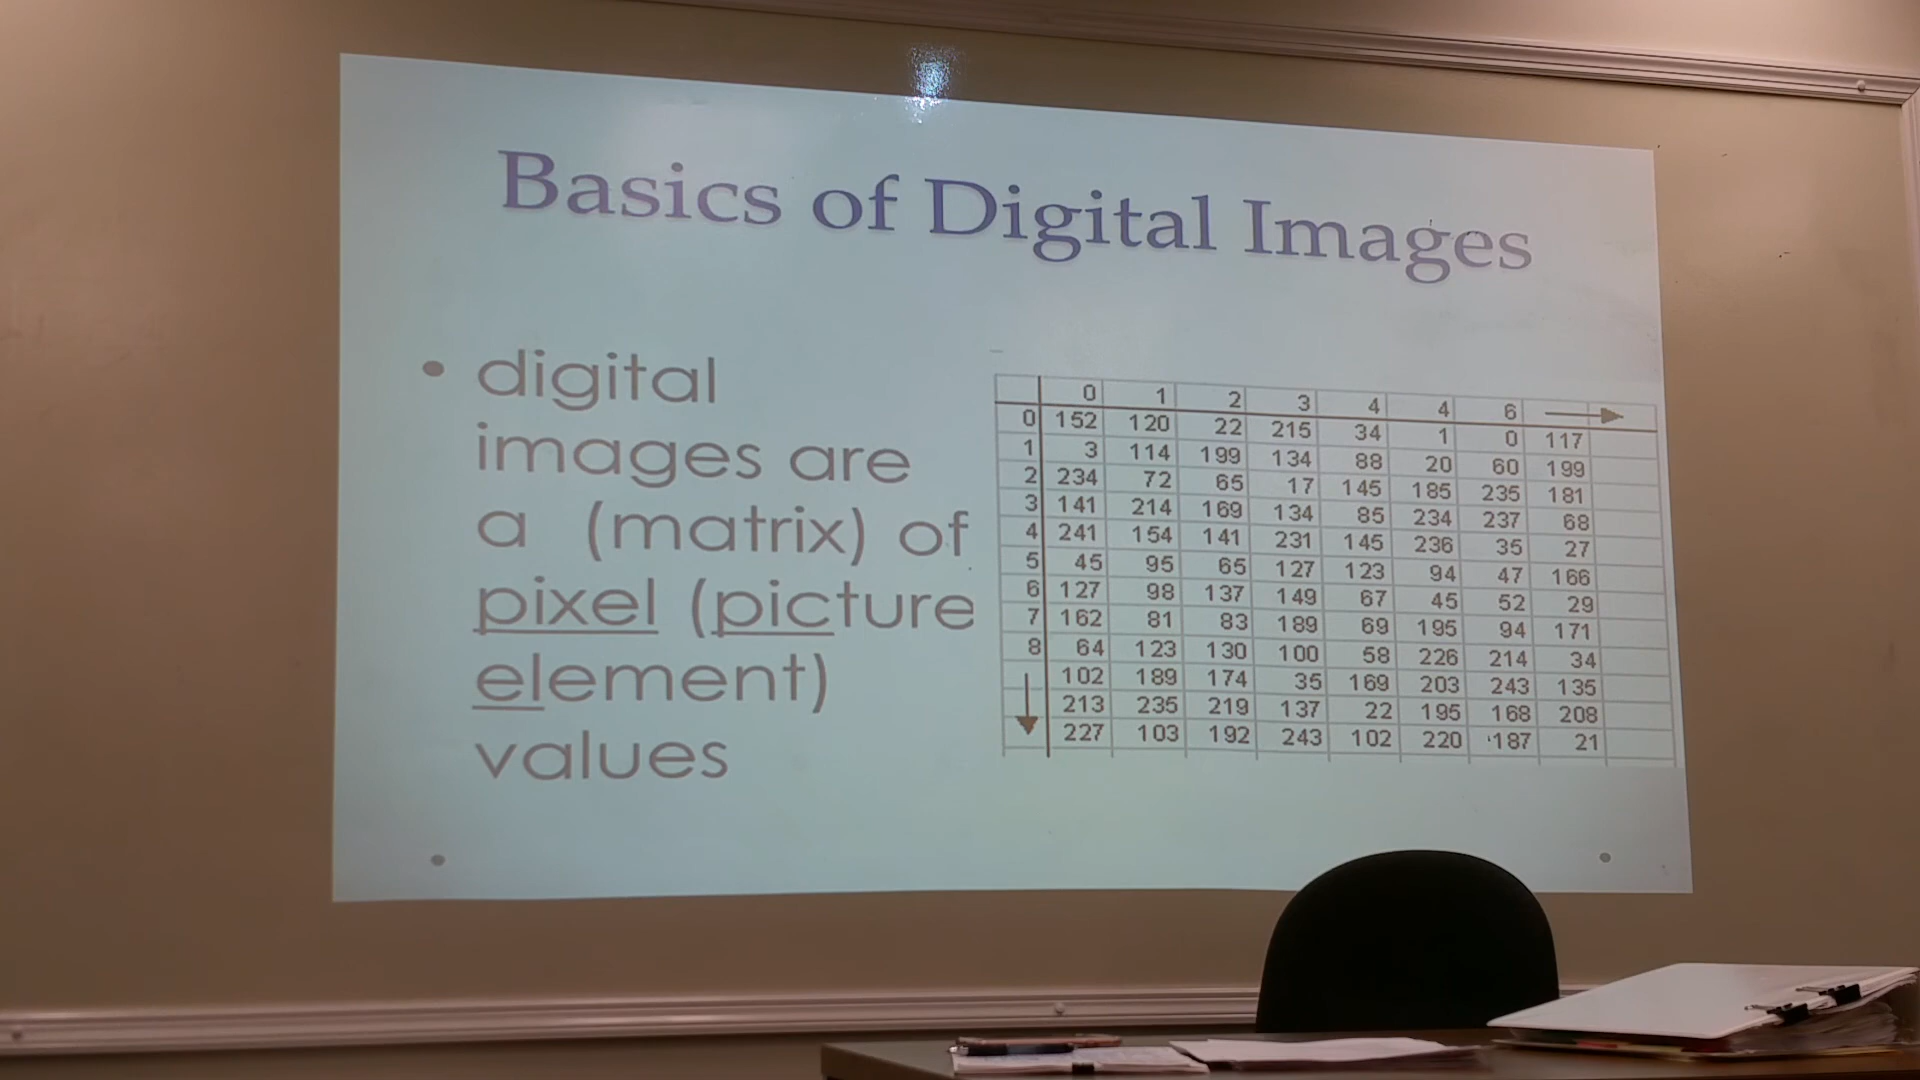 Basics of Digital Images
• digital
images are
a (matrix) of
pixel (picture
element)
values
0 1 2 3 4 4 6
0 152 120 22 215 34 1 0 117
1 3 114 199 134 88 20 60 199
2 234 72 65 17 145 185 235 181
3 141 214 169 134 85 234 237 68
4 241 154 141 231 145 236 35 27
5 45 95 65 127 123 94 47 166
6 127 98 137 149 67 45 52 29
7 162 81 83 189 69 195 94 171
8 64 123 130 100 58 226 214 34
102 189 174 35 169 203 243 135
213 235 219 137 22 195 168 208
227 103 192 243 102 220 187 21